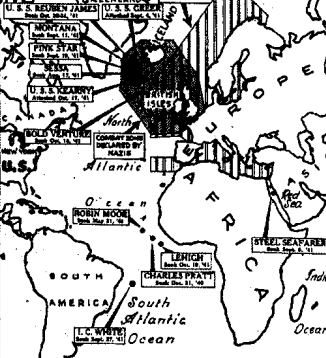 U. S. S. REUBEN JAMES
Sunk Oct. 30-31, '41
U. S. S. GREER
Attacked Sept. 4, '41
MONTANA
Sunk Sept. 11, '41
ICELAND
PINK STAR
Sunk Sept. 19, '41
SESSA
Sunk Aug. 17, '41
U. S. S. KEARNY
Attacked Oct. 17, '41
BRITISH
ISLES
EUROPE
CANADA
BOLD VENTURE
Sunk Oct. 16, '41
North
COMBAT ZONE
DECLARED BY
NAZIS
U.S.
Atlantic
Ocean
AFRICA
Red
Sea
ROBIN MOOR
Sunk May 21, '41
STEEL SEAFARER
Sunk Sept. 5, '41
LEHIGH
Sunk Oct. 19, '41
CHARLES PRATT
Sunk Dec. 21, '40
SOUTH
AMERICA
South
Atlantic
Ocean
I. C. WHITE
Sunk Sept. 27, '41
Ocean